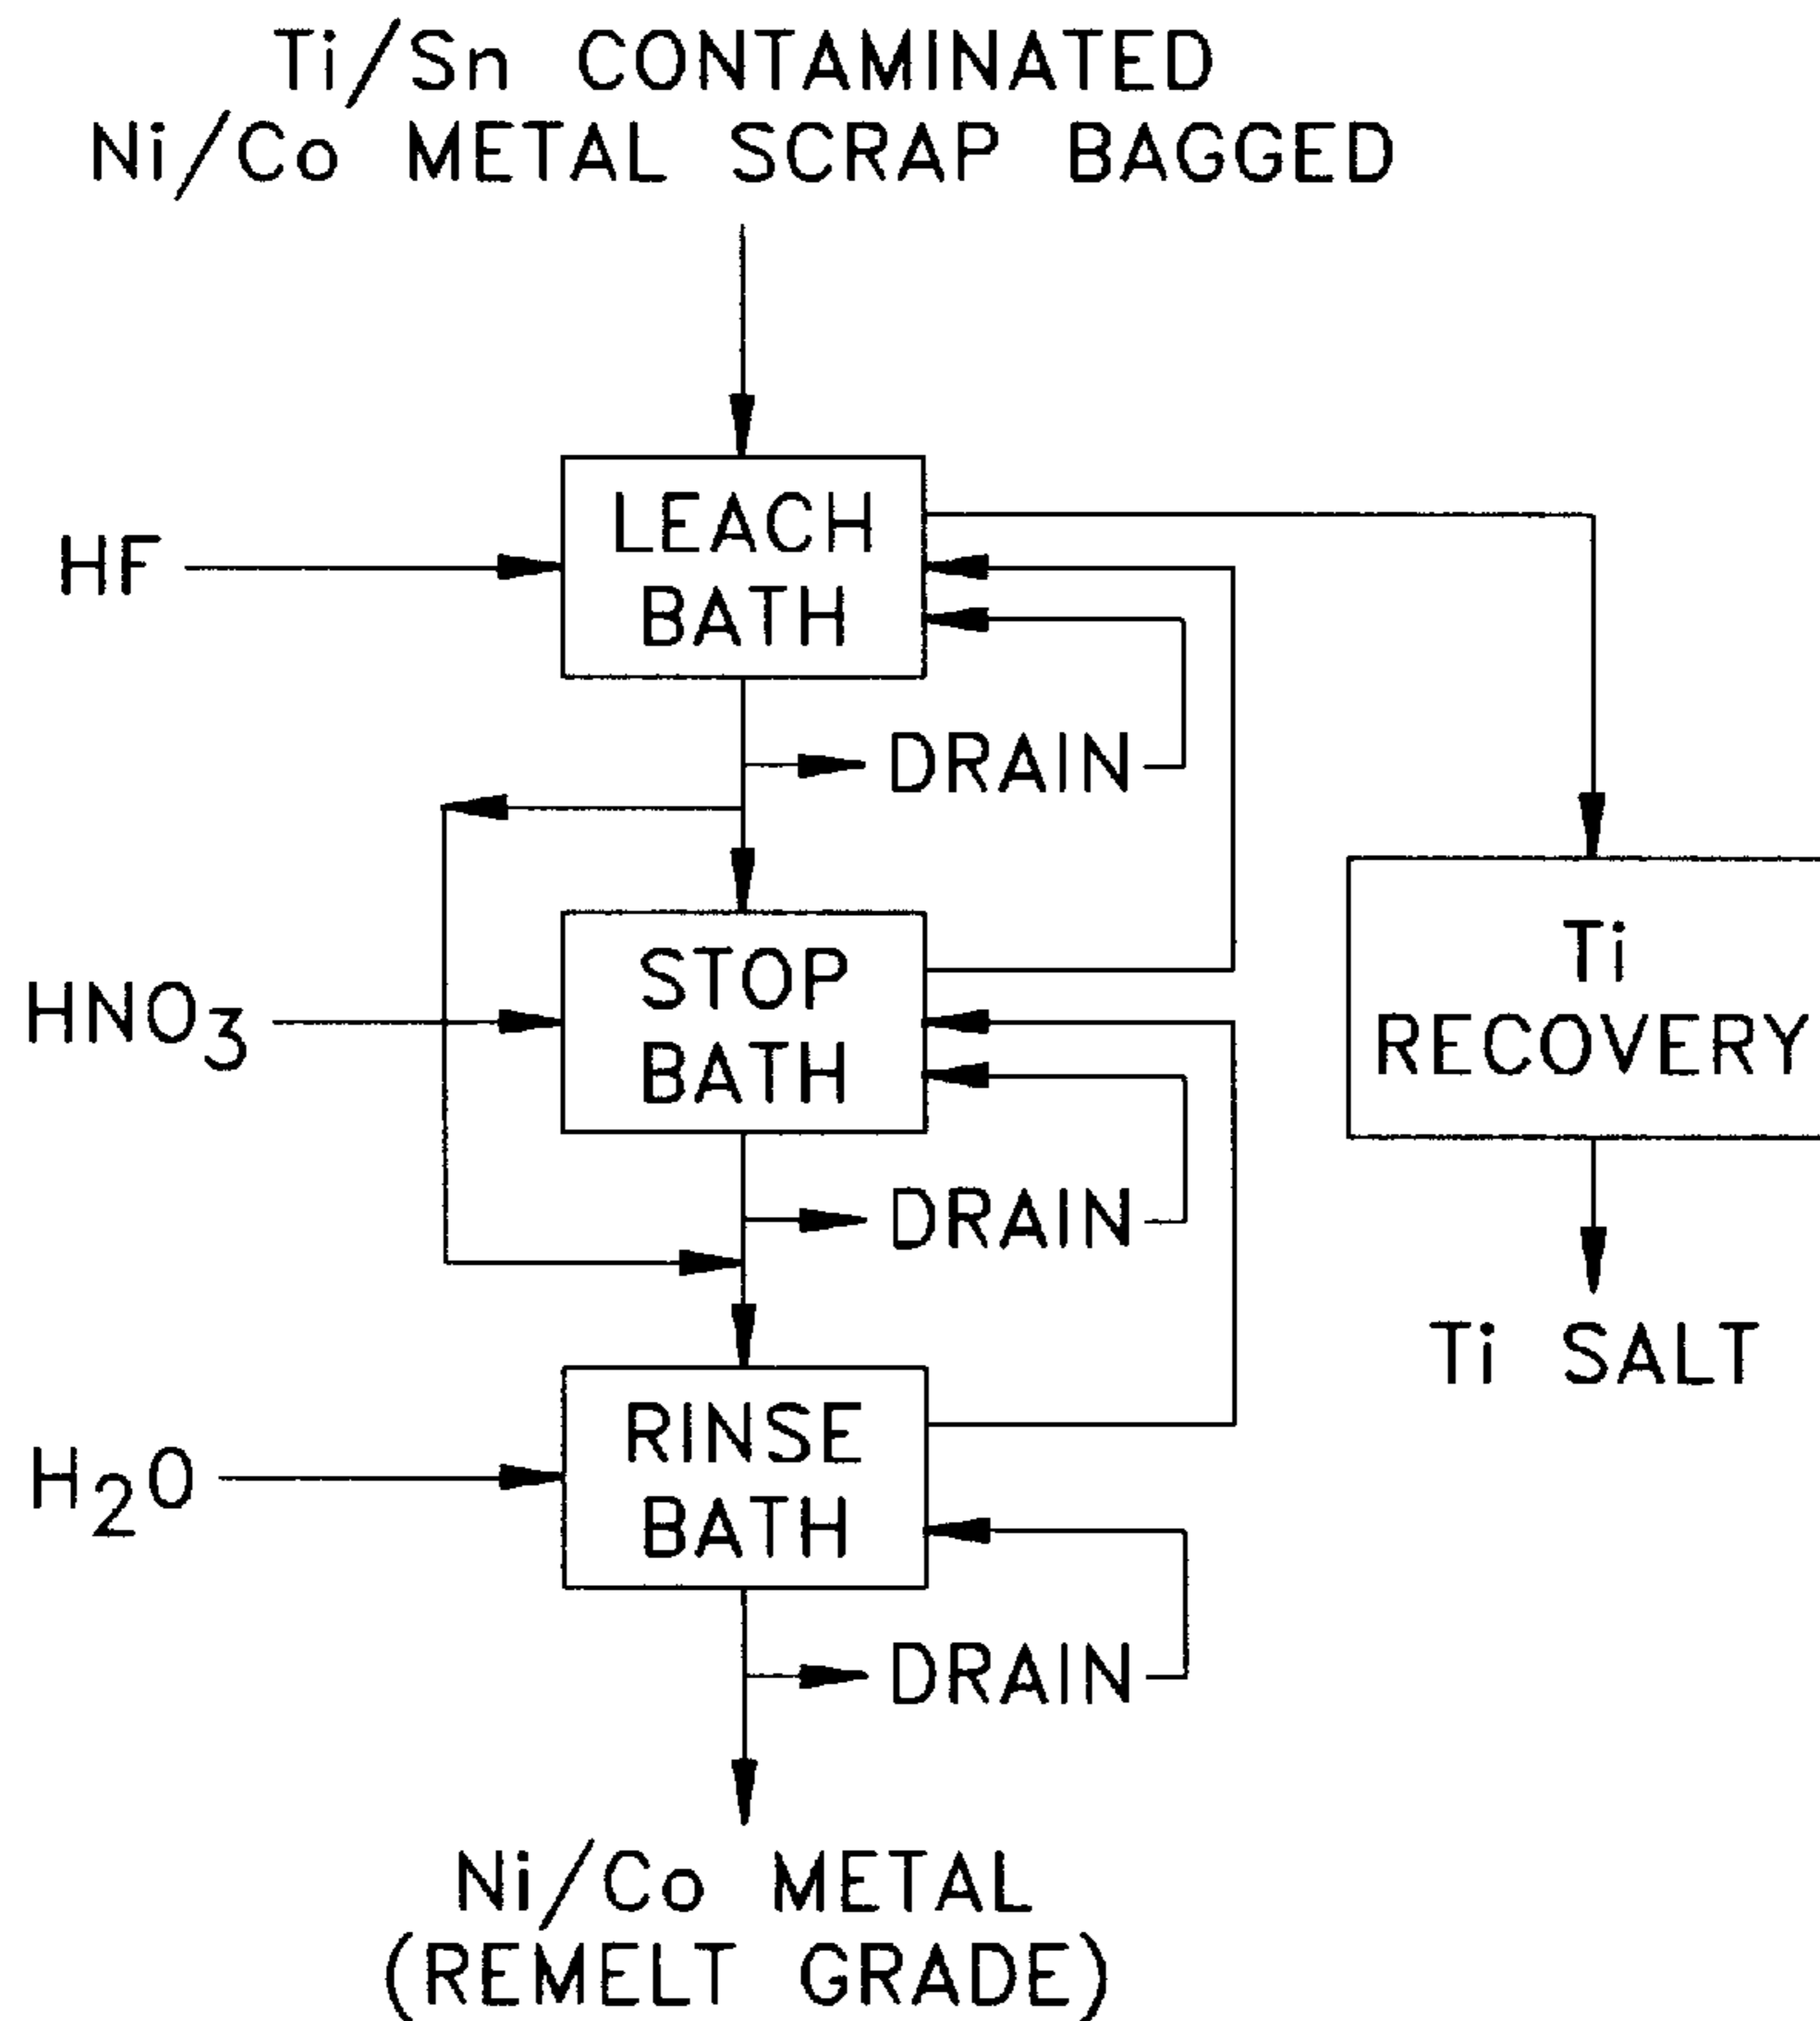 Ti/Sn CONTAMINATED
Ni/Co METAL SCRAP BAGGED
HF
LEACH
BATH
DRAIN
HNO3
STOP
BATH
Ti
RECOVERY
DRAIN
Ti SALT
H2O
RINSE
BATH
DRAIN
Ni/Co METAL
(REMELT GRADE)